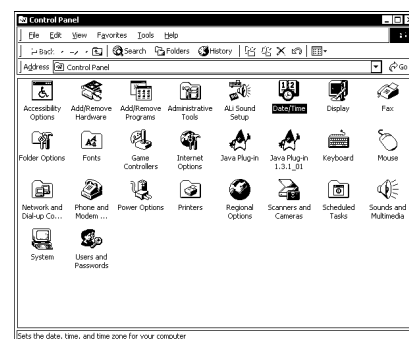 Control Panel
File Edit View Favorites Tools Help
Back Search Folders History
Address Control Panel Go
Accessibility Options
Add/Remove Hardware
Add/Remove Programs
Administrative Tools
ALi Sound Setup
Date/Time
Display
Fax
Folder Options
Fonts
Game Controllers
Internet Options
Java Plug-in
Java Plug-in 1.3.1_01
Keyboard
Mouse
Network and Dial-up Co...
Phone and Modem ...
Power Options
Printers
Regional Options
Scanners and Cameras
Scheduled Tasks
Sounds and Multimedia
System
Users and Passwords
Sets the date, time, and time zone for your computer